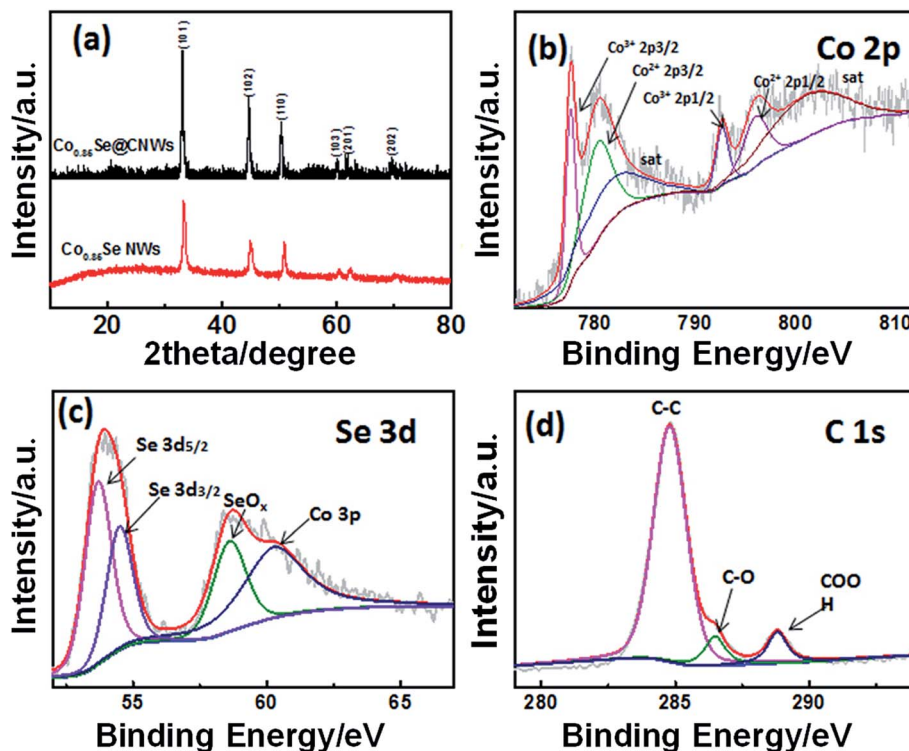 (a)
(101)
(102)
(110)
(103)
(201)
(202)
Co0.86Se@CNWs
Co0.86Se NWs
Intensity/a.u.
20
40
60
80
2theta/degree
(b)
Co 2p
Co3+ 2p3/2
Co2+ 2p3/2
Co3+ 2p1/2
Co2+ 2p1/2
sat
sat
Intensity/a.u.
780
790
800
810
Binding Energy/eV
(c)
Se 3d
Se 3d5/2
Se 3d3/2
SeOx
Co 3p
Intensity/a.u.
55
60
65
Binding Energy/eV
(d)
C 1s
C-C
C-O
COO
H
Intensity/a.u.
280
285
290
Binding Energy/eV